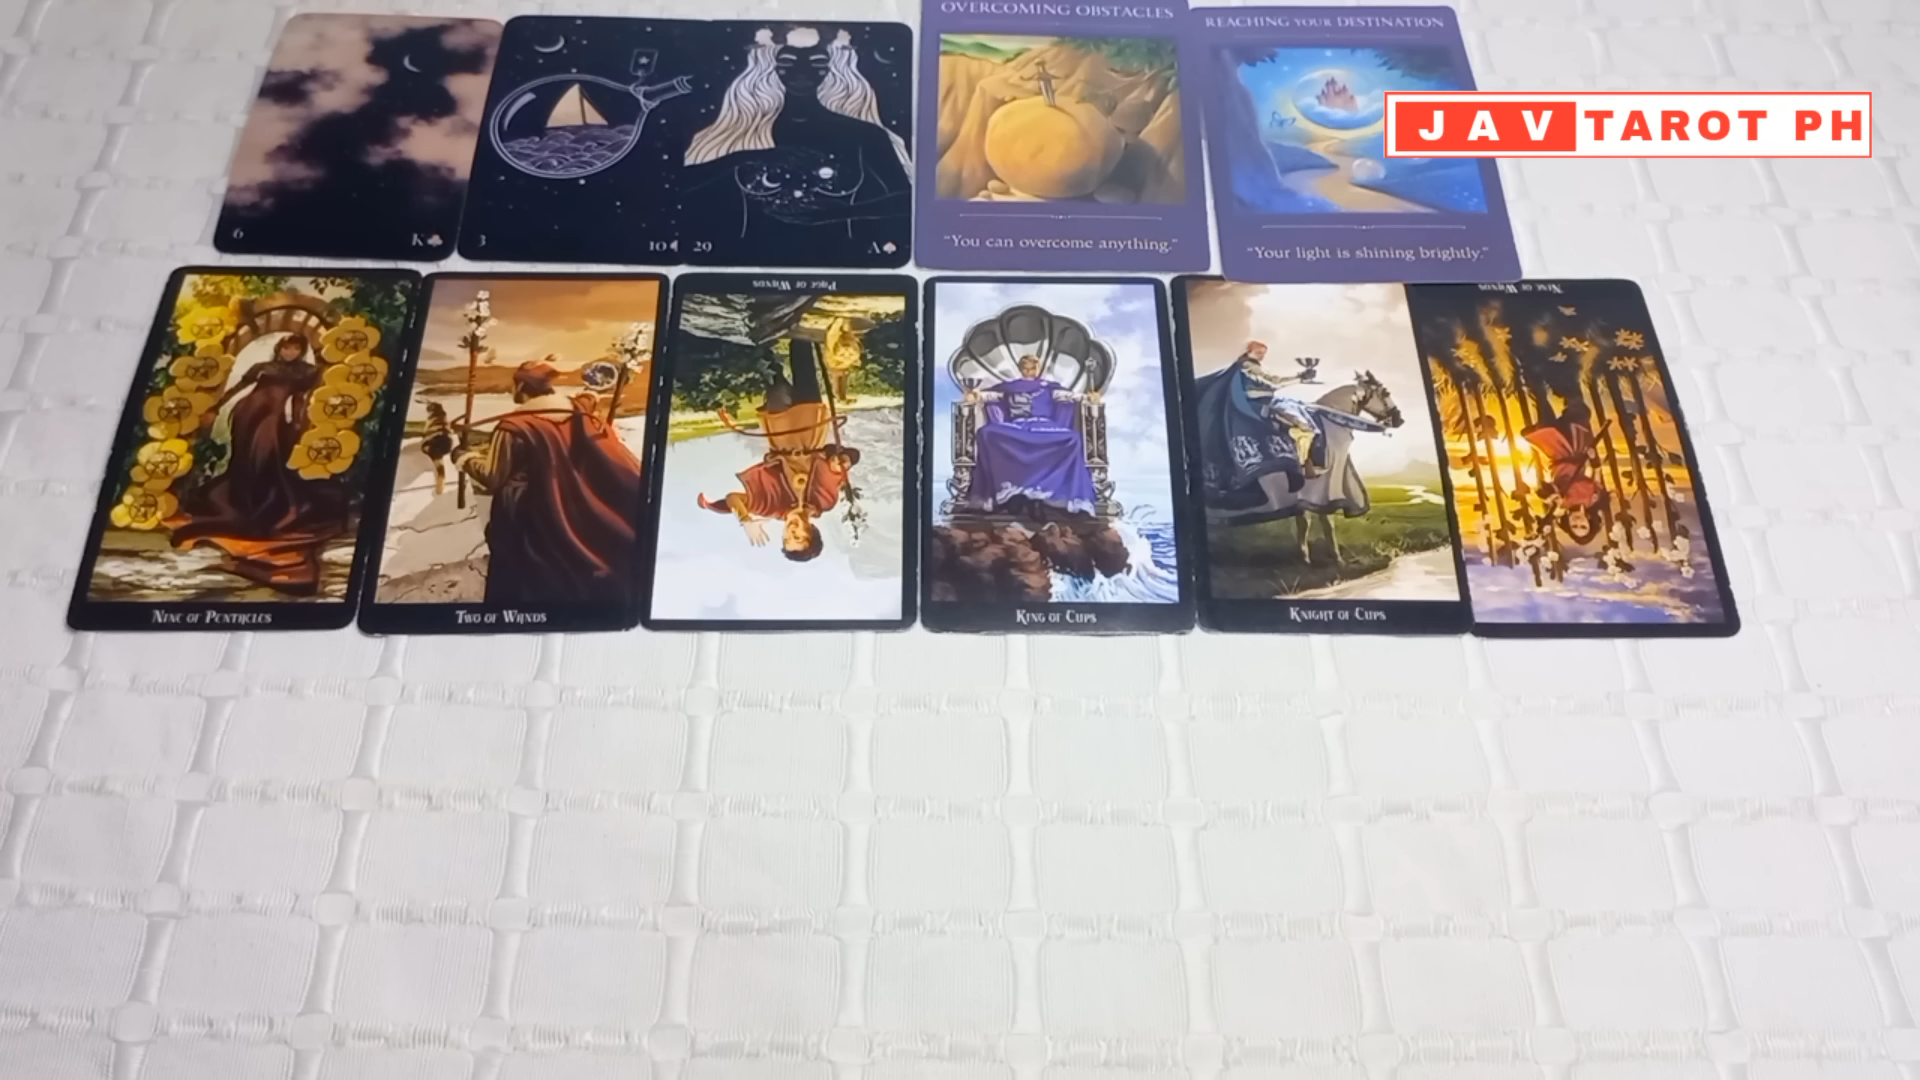 OVERCOMING OBSTACLES
REACHING YOUR DESTINATION
JAV TAROT PH
6
K♣
3
10
29
A♠
"You can overcome anything."
"Your light is shining brightly."
PAGE OF WANDS
NINE OF WANDS
NINE OF PENTACLES
TWO OF WANDS
KING OF CUPS
KNIGHT OF CUPS